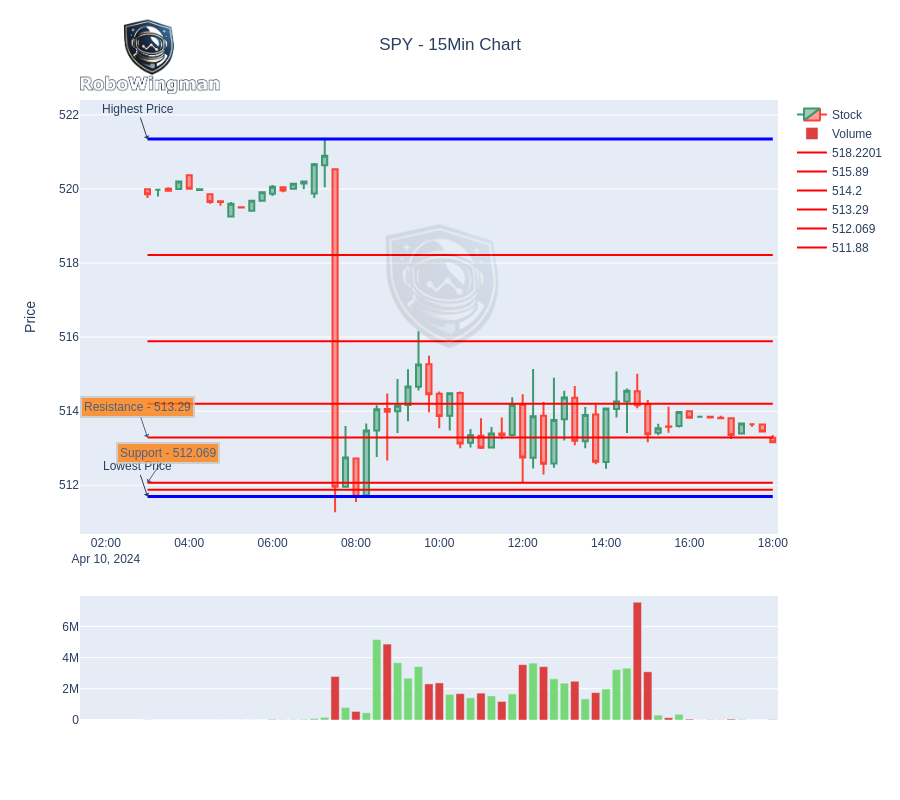 SPY - 15Min Chart
RoboWingman
Highest Price
522
520
518
516
514
512
Price
Resistance - 513.29
Support - 512.069
Lowest Price
02:00
04:00
06:00
08:00
10:00
12:00
14:00
16:00
18:00
Apr 10, 2024
Stock
Volume
518.2201
515.89
514.2
513.29
512.069
511.88
6M
4M
2M
0